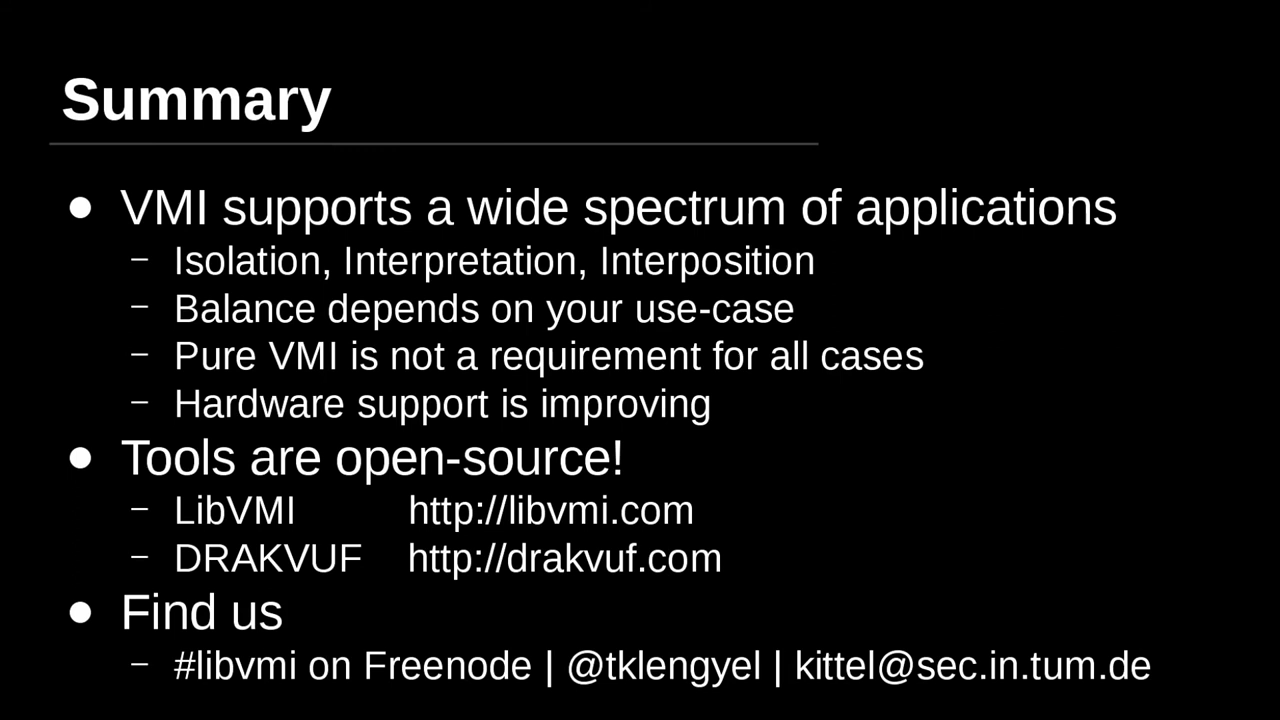 Summary
● VMI supports a wide spectrum of applications
– Isolation, Interpretation, Interposition
– Balance depends on your use-case
– Pure VMI is not a requirement for all cases
– Hardware support is improving
● Tools are open-source!
– LibVMI http://libvmi.com
– DRAKVUF http://drakvuf.com
● Find us
– #libvmi on Freenode | @tklengyel | kittel@sec.in.tum.de